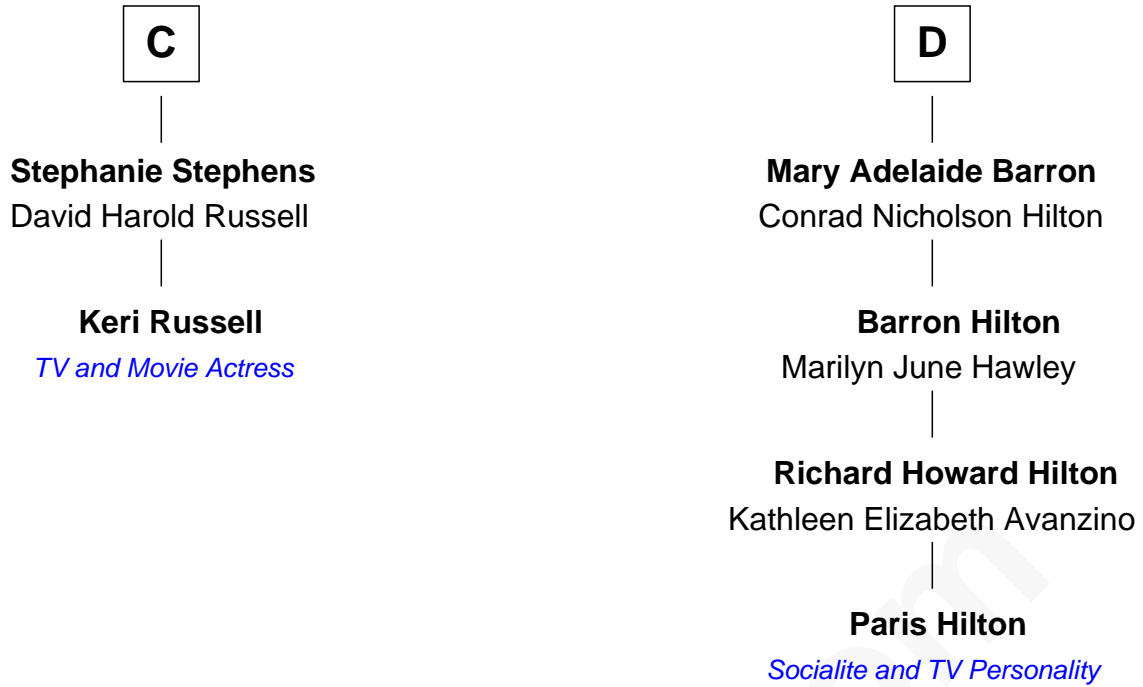 C
Stephanie Stephens
David Harold Russell
Keri Russell
TV and Movie Actress
D
Mary Adelaide Barron
Conrad Nicholson Hilton
Barron Hilton
Marilyn June Hawley
Richard Howard Hilton
Kathleen Elizabeth Avanzino
Paris Hilton
Socialite and TV Personality